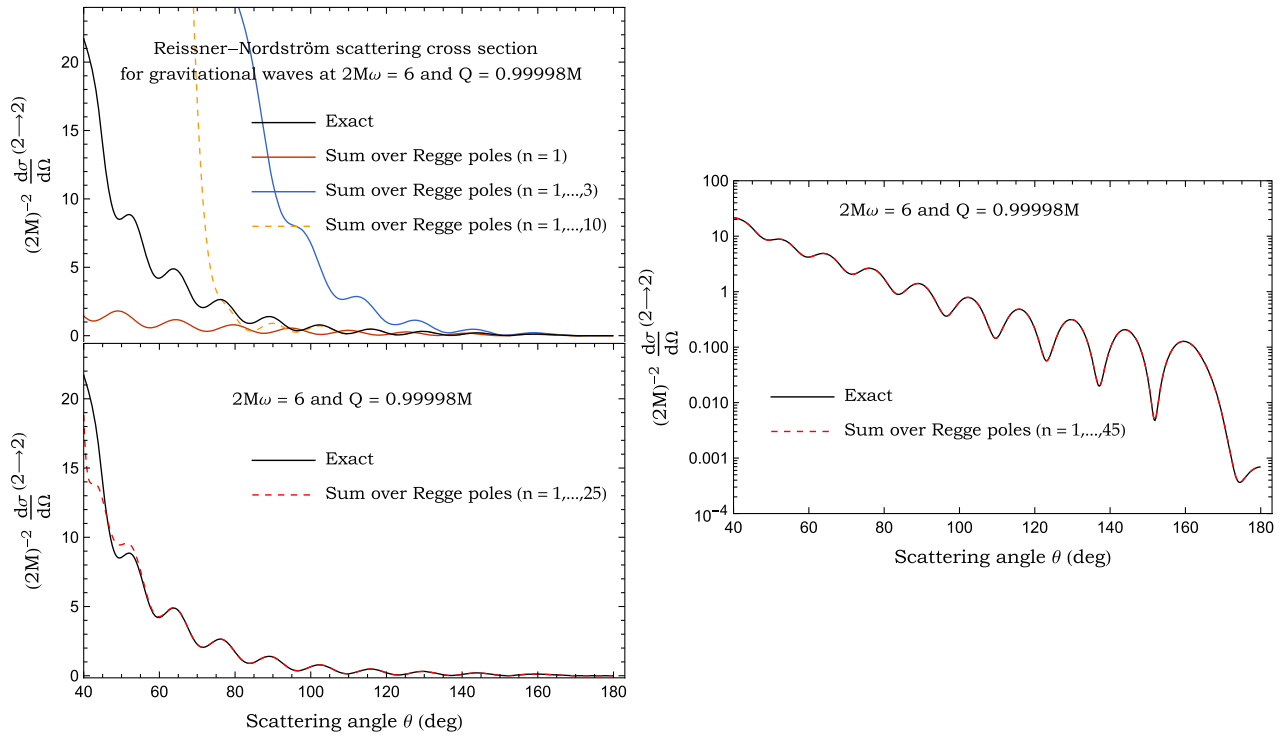 Reissner–Nordström scattering cross section
for gravitational waves at 2Mω = 6 and Q = 0.99998M
Exact
Sum over Regge poles (n = 1)
Sum over Regge poles (n = 1,...,3)
Sum over Regge poles (n = 1,...,10)
20
15
10
5
0
(2M)⁻² dσ/dΩ (2⟶2)
2Mω = 6 and Q = 0.99998M
Exact
Sum over Regge poles (n = 1,...,25)
20
15
10
5
0
(2M)⁻² dσ/dΩ (2⟶2)
40 60 80 100 120 140 160 180
Scattering angle θ (deg)
2Mω = 6 and Q = 0.99998M
Exact
Sum over Regge poles (n = 1,...,45)
100
10
1
0.100
0.010
0.001
10⁻⁴
(2M)⁻² dσ/dΩ (2⟶2)
40 60 80 100 120 140 160 180
Scattering angle θ (deg)